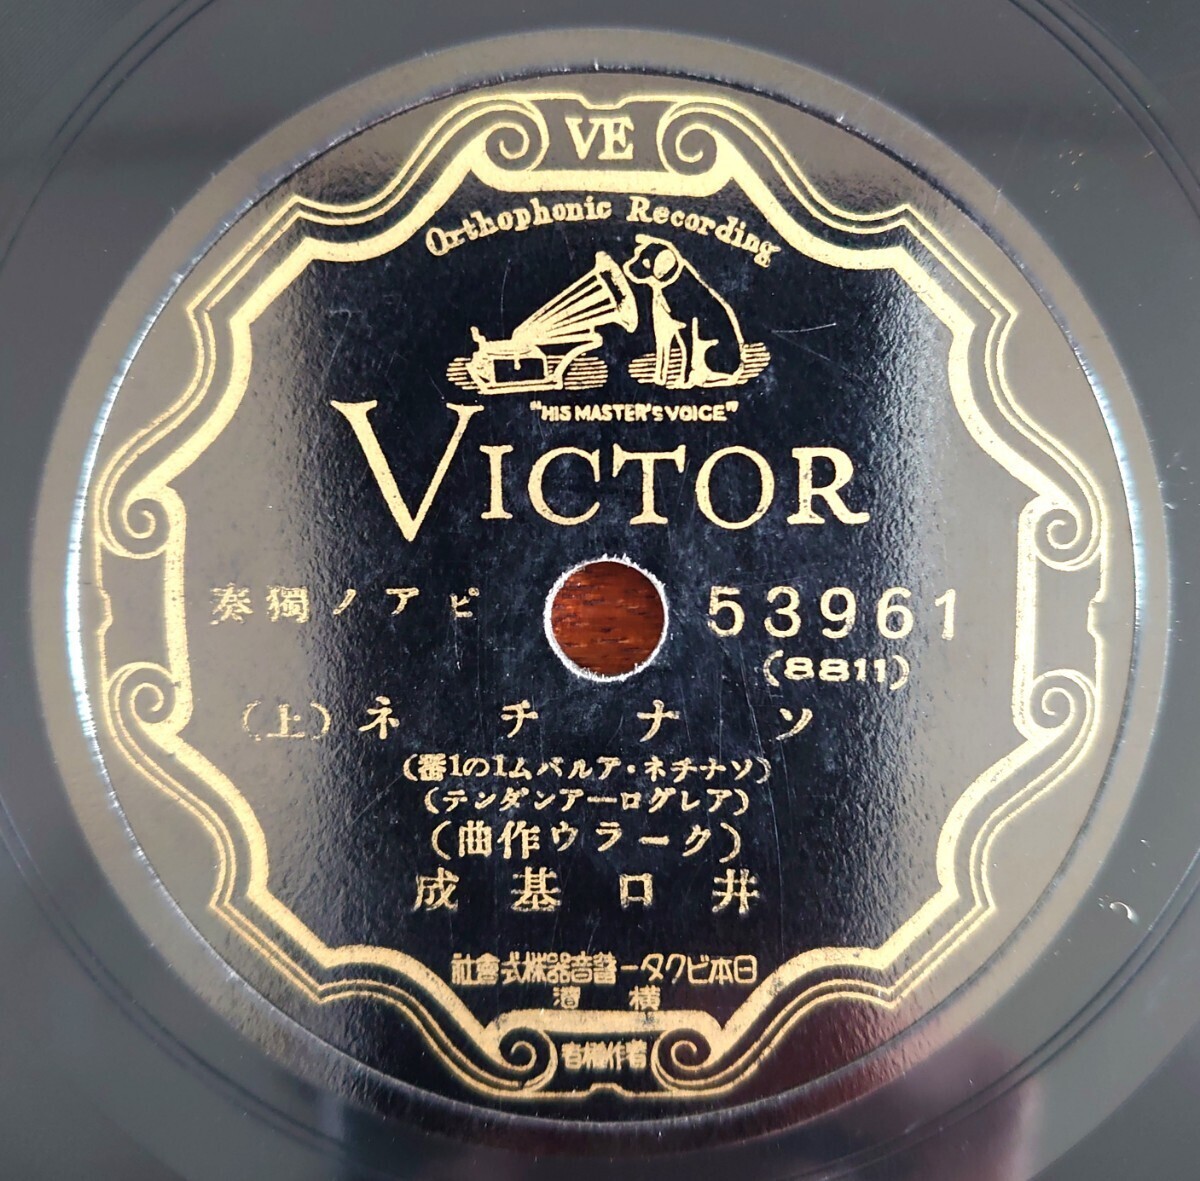 VE
Orthophonic Recording
"HIS MASTER'S VOICE"
VICTOR
ピアノ獨奏
53961
(8811)
ソナチネ (上)
(ソナチネ・アルバム1の1番)
(アレグローアンダンテ)
(クーラウ作曲)
井口基成
日本ビクター蓄音器株式會社
横濱
著作權有